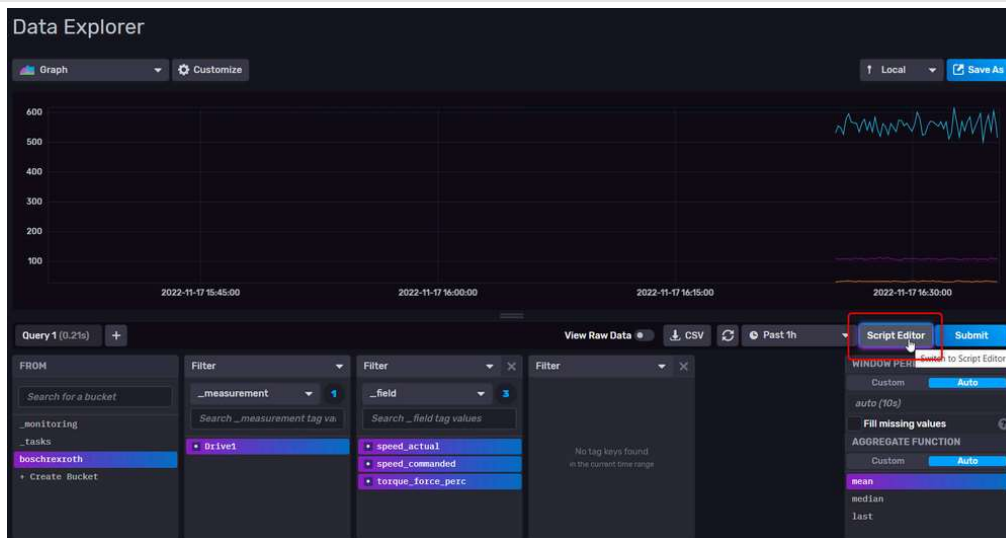 Data Explorer
Graph
Customize
Local
Save As
600
500
400
300
200
100
2022-11-17 15:45:00
2022-11-17 16:00:00
2022-11-17 16:15:00
2022-11-17 16:30:00
Query 1 (0.21s)
+
View Raw Data
CSV
Past 1h
Script Editor
Submit
Switch to Script Editor
FROM
Search for a bucket
_monitoring
_tasks
boschrexroth
+ Create Bucket
Filter
_measurement
1
Search _measurement tag va
Drive1
Filter
_field
3
Search _field tag values
speed_actual
speed_commanded
torque_force_perc
Filter
No tag keys found
in the current time range
WINDOW PER
Custom
Auto
auto (10s)
Fill missing values
?
AGGREGATE FUNCTION
Custom
Auto
mean
median
last